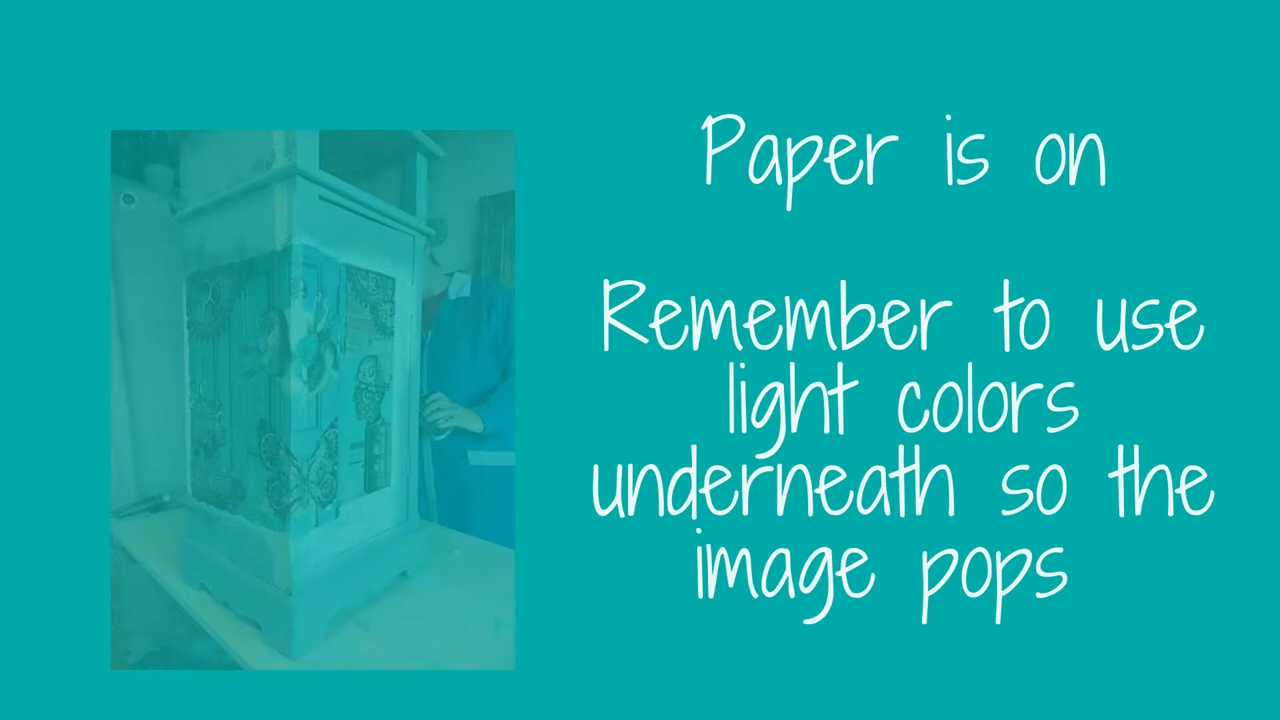 Paper is on
Remember to use
light colors
underneath so the
image pops